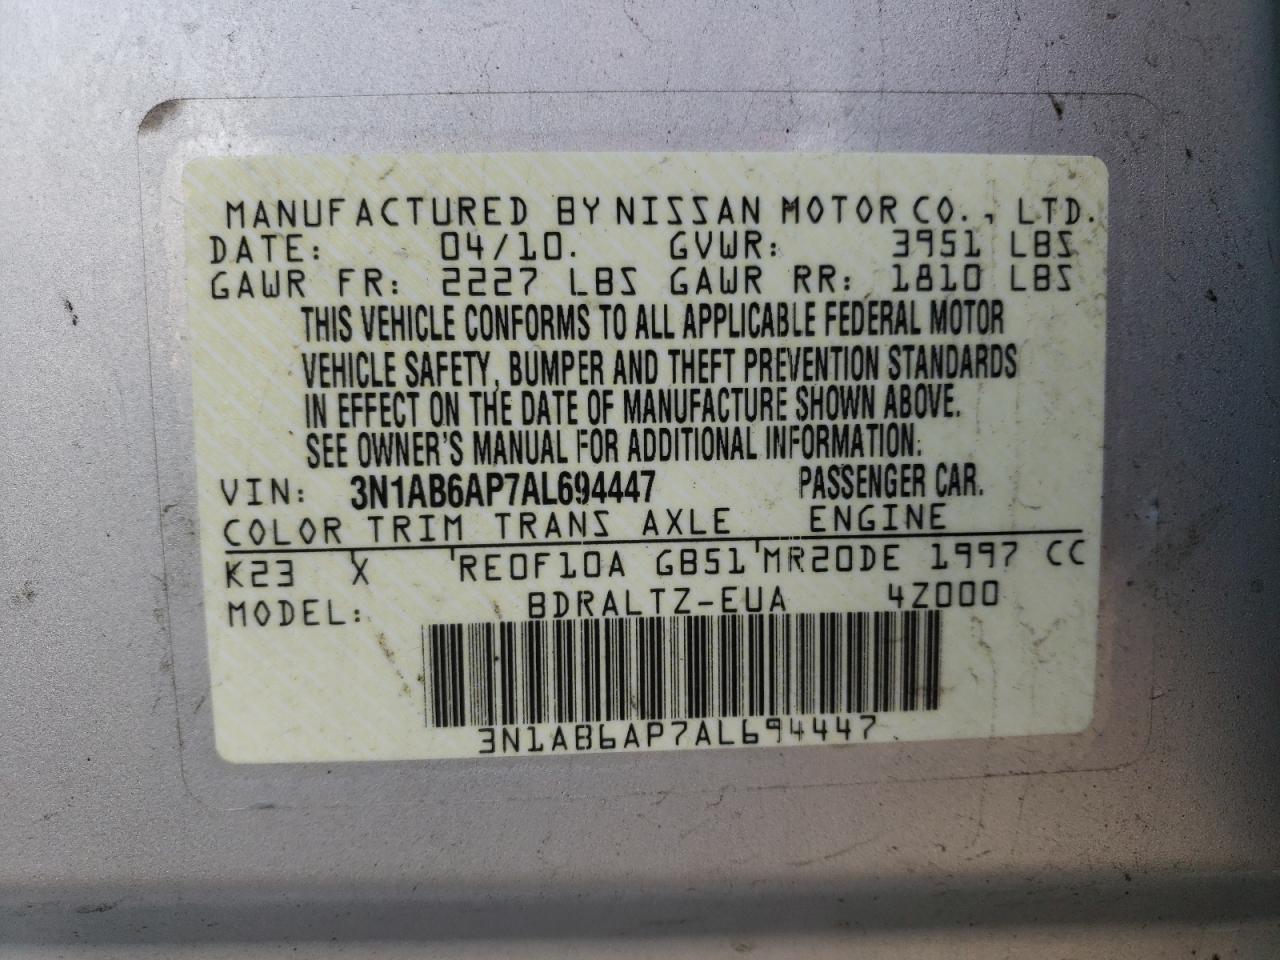 MANUFACTURED BY NISSAN MOTOR CO., LTD.
DATE: 04/10. GVWR: 3951 LBS
GAWR FR: 2227 LBS GAWR RR: 1810 LBS
THIS VEHICLE CONFORMS TO ALL APPLICABLE FEDERAL MOTOR
VEHICLE SAFETY, BUMPER AND THEFT PREVENTION STANDARDS
IN EFFECT ON THE DATE OF MANUFACTURE SHOWN ABOVE.
SEE OWNER'S MANUAL FOR ADDITIONAL INFORMATION.
VIN: 3N1AB6AP7AL694447 PASSENGER CAR.
COLOR TRIM TRANS AXLE ENGINE
K23 X RE0F10A GB51 MR20DE 1997 CC
MODEL: BDRALTZ-EUA 4Z000
3N1AB6AP7AL694447